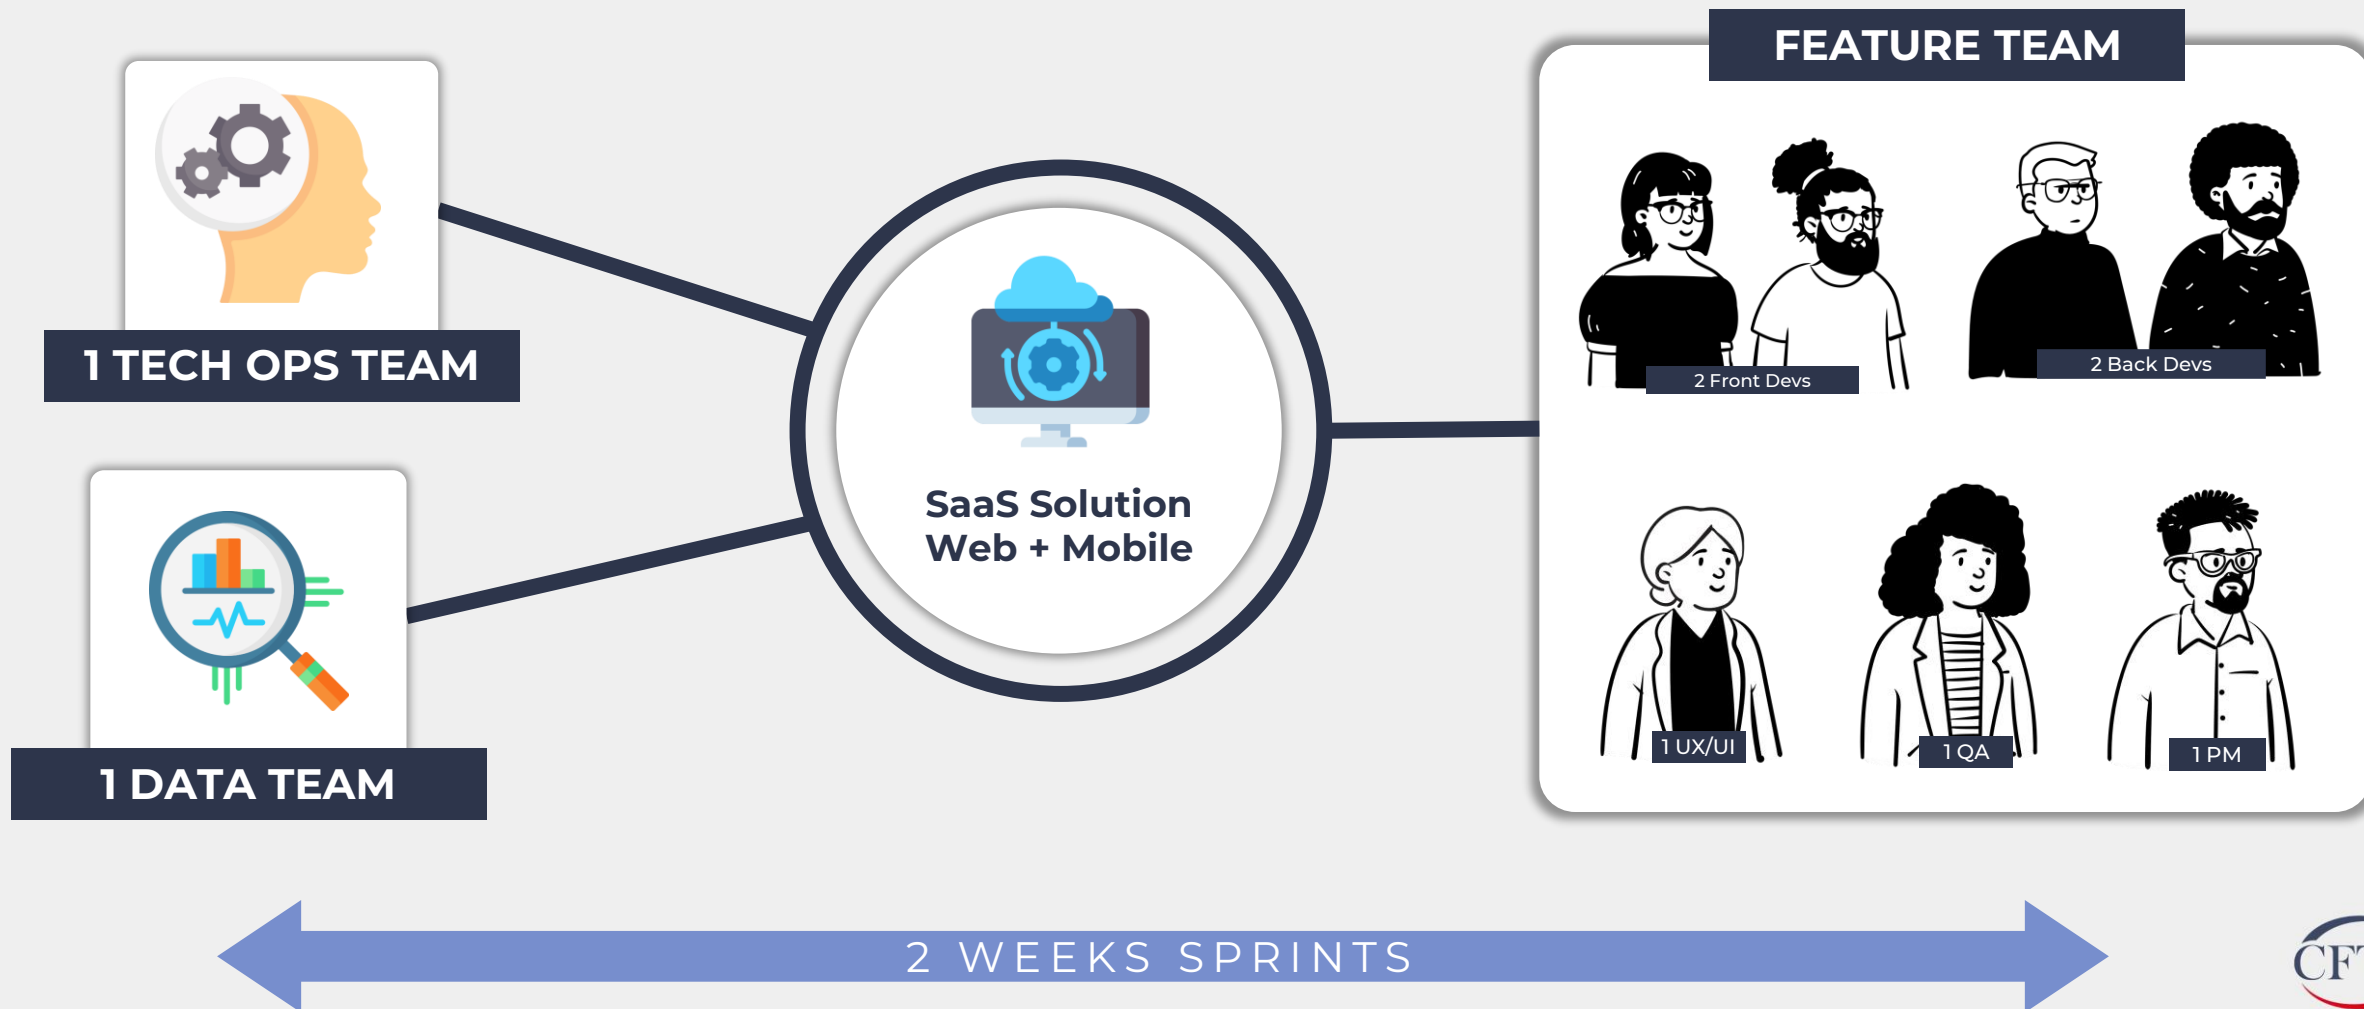 FEATURE TEAM
1 TECH OPS TEAM
2 Front Devs
2 Back Devs
SaaS Solution
Web + Mobile
1 DATA TEAM
1 UX/UI
1 QA
1 PM
2 WEEKS SPRINTS